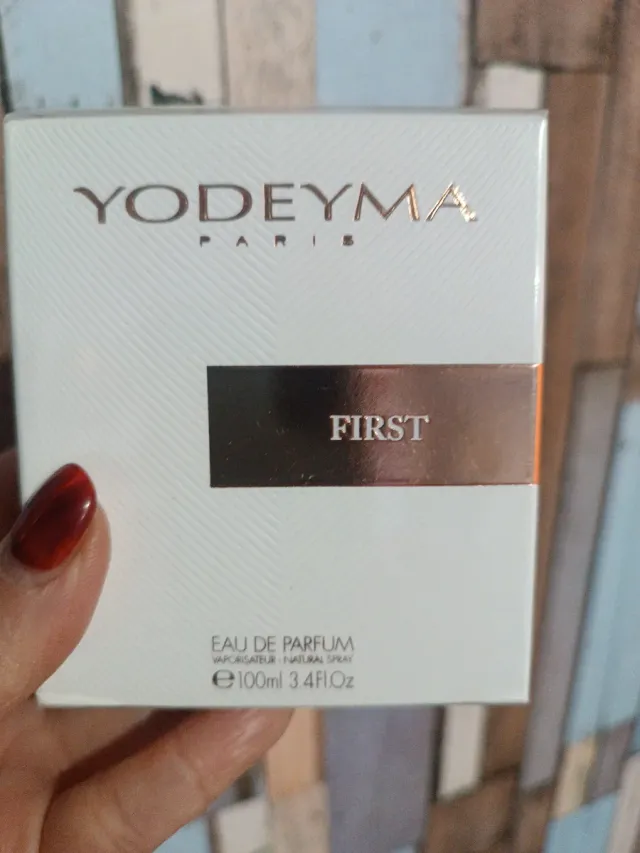 YODEYMA
PARIS
FIRST
EAU DE PARFUM
VAPORISATEUR · NATURAL SPRAY
℮100ml 3.4Fl.Oz